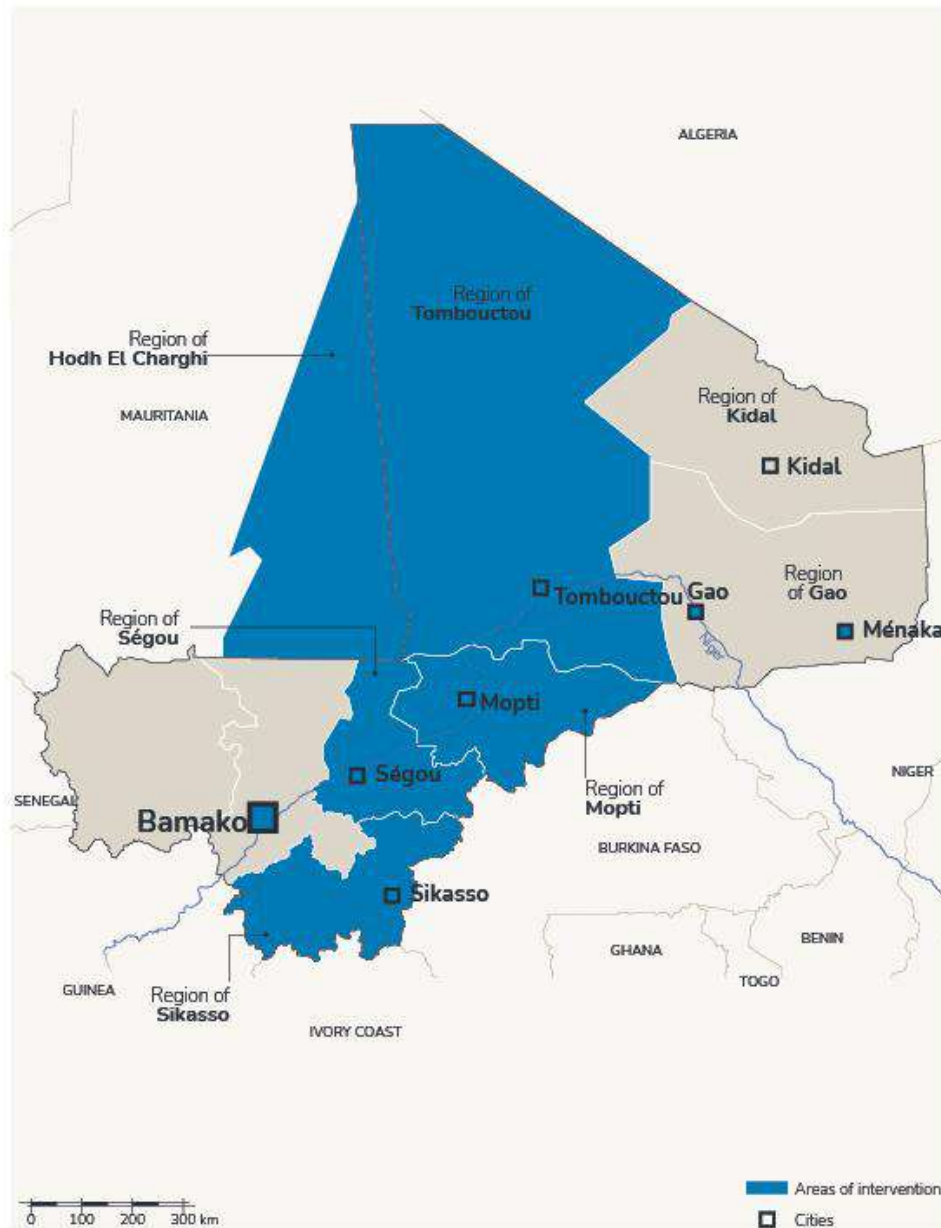 ALGERIA
Region of
Tombouctou
Region of
Hodh El Charghi
MAURITANIA
Region of
Kidal
Kidal
Region
of Gao
Tombouctou
Gao
Ménaka
Niger
Region of
Ségou
Mopti
Ségou
Region of
Mopti
NIGER
SENEGAL
Bamako
BURKINA FASO
Sikasso
GHANA
BENIN
TOGO
GUINEA
Region of
Sikasso
IVORY COAST
0 100 200 300 km
Areas of intervention
Cities